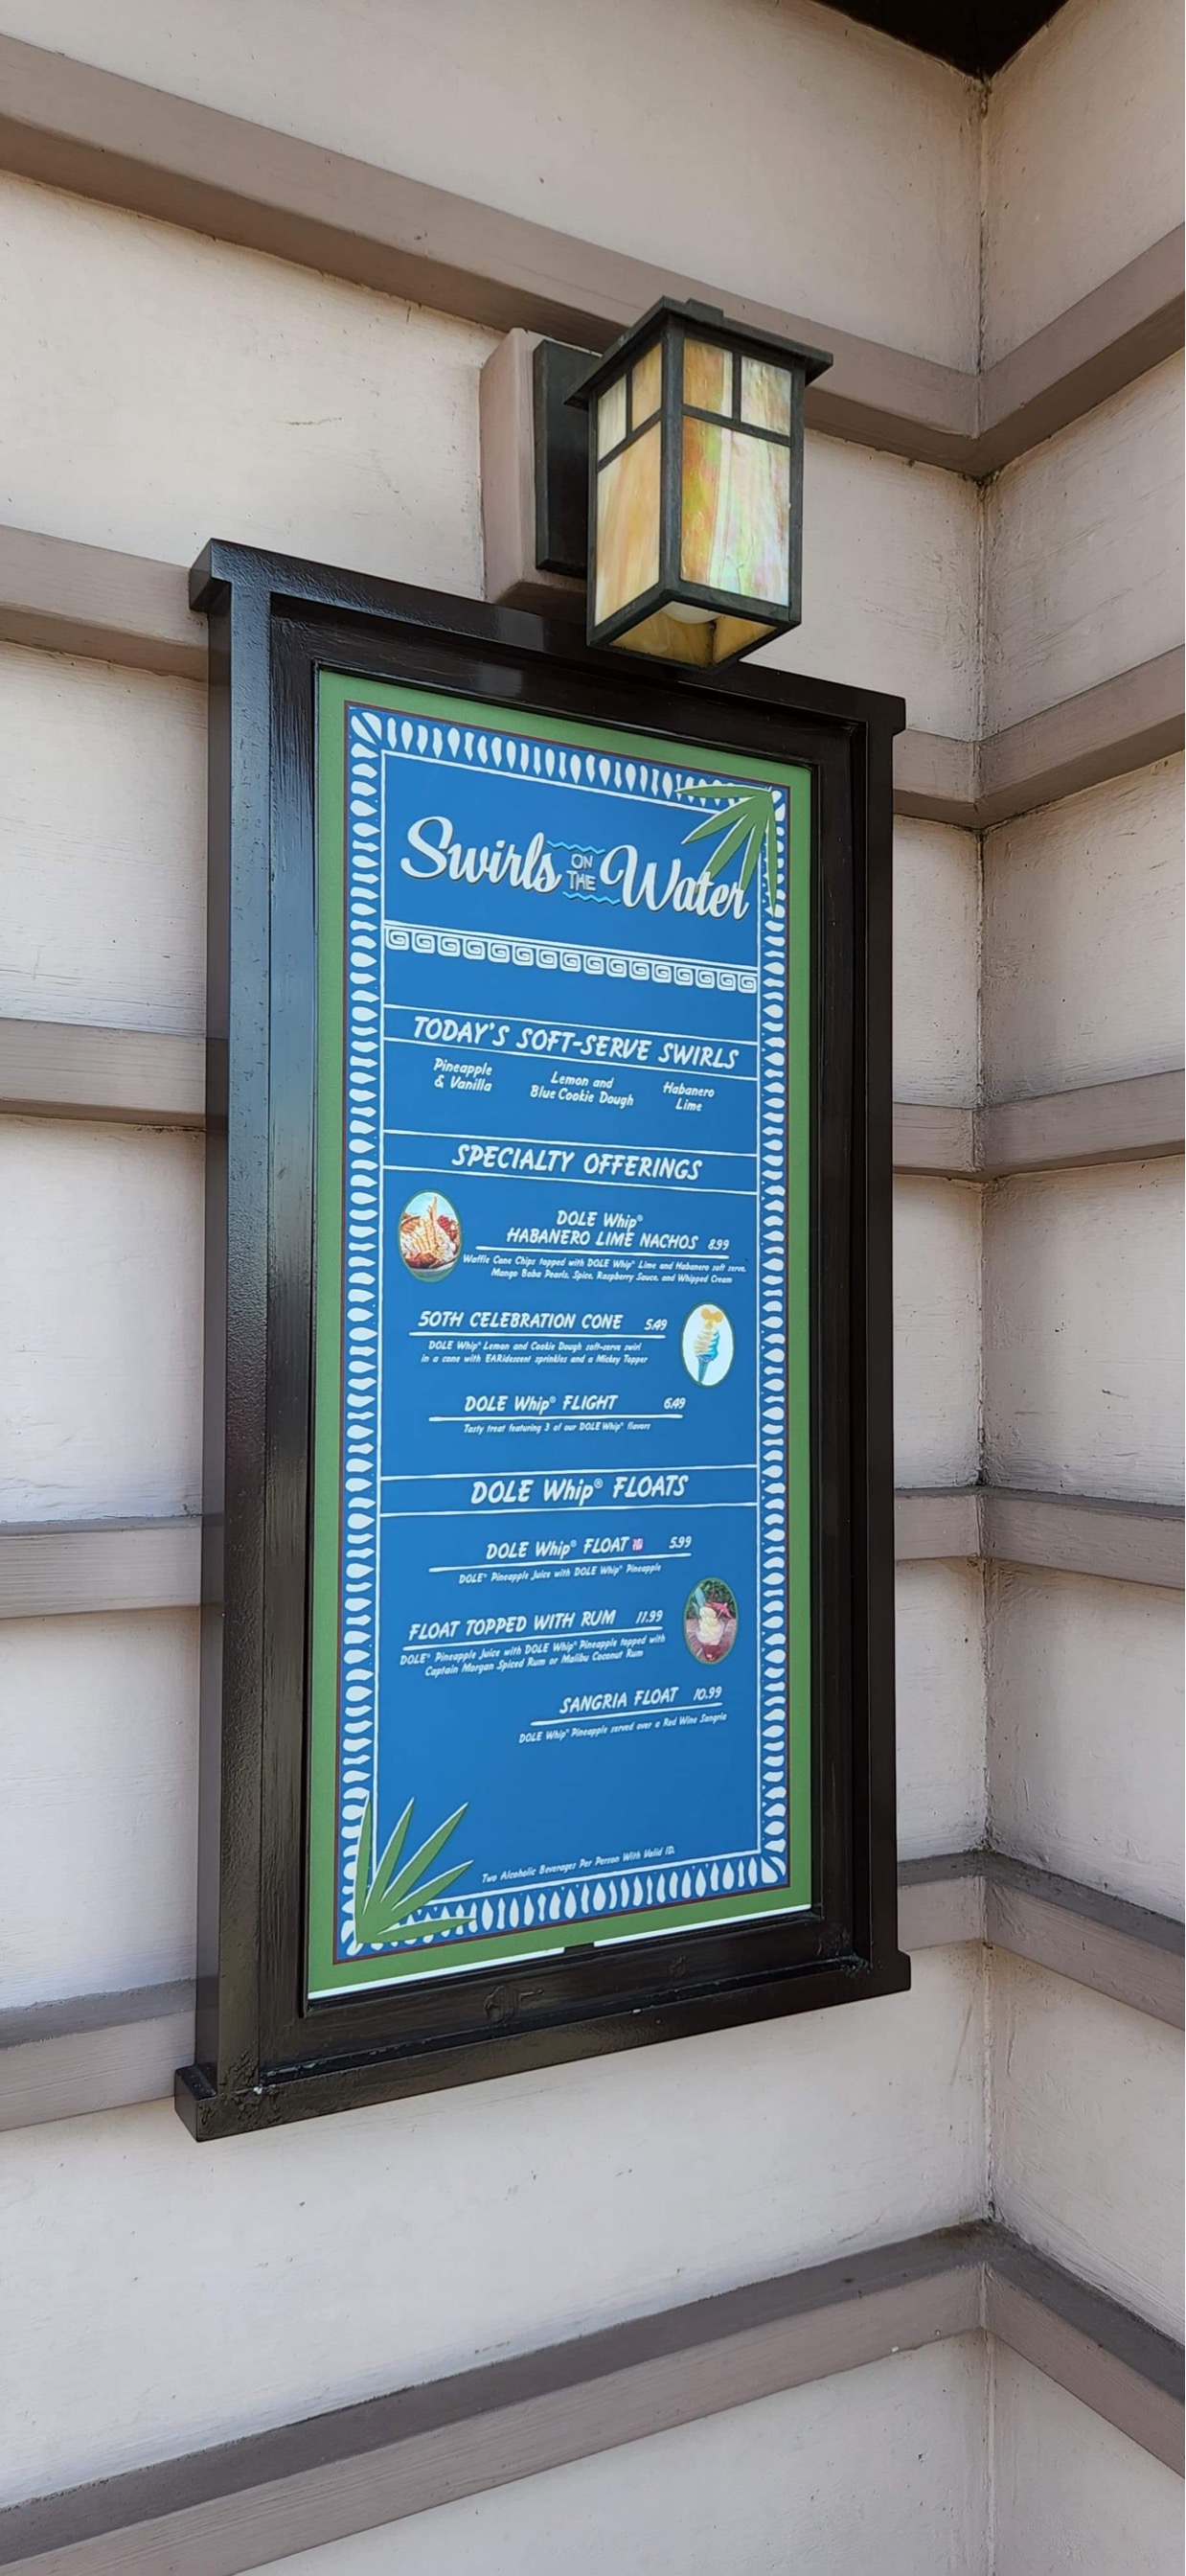 Swirls ON THE Water
TODAY'S SOFT-SERVE SWIRLS
Pineapple
& Vanilla
Lemon and
Blue Cookie Dough
Habanero
Lime
SPECIALTY OFFERINGS
DOLE Whip®
HABANERO LIME NACHOS 8.99
Waffle Cone Chips topped with DOLE Whip® Lime and Habanero soft serve,
Mango Boba Pearls, Spice, Raspberry Sauce, and Whipped Cream
50TH CELEBRATION CONE 5.49
DOLE Whip® Lemon and Cookie Dough soft-serve swirl
in a cone with EARidescent sprinkles and a Mickey Topper
DOLE Whip® FLIGHT 6.49
Tasty treat featuring 3 of our DOLE Whip® flavors
DOLE Whip® FLOATS
DOLE Whip® FLOAT 5.99
DOLE® Pineapple Juice with DOLE Whip® Pineapple
FLOAT TOPPED WITH RUM 11.99
DOLE® Pineapple Juice with DOLE Whip® Pineapple topped with
Captain Morgan Spiced Rum or Malibu Coconut Rum
SANGRIA FLOAT 10.99
DOLE Whip® Pineapple served over a Red Wine Sangria
Two Alcoholic Beverages Per Person With Valid ID.